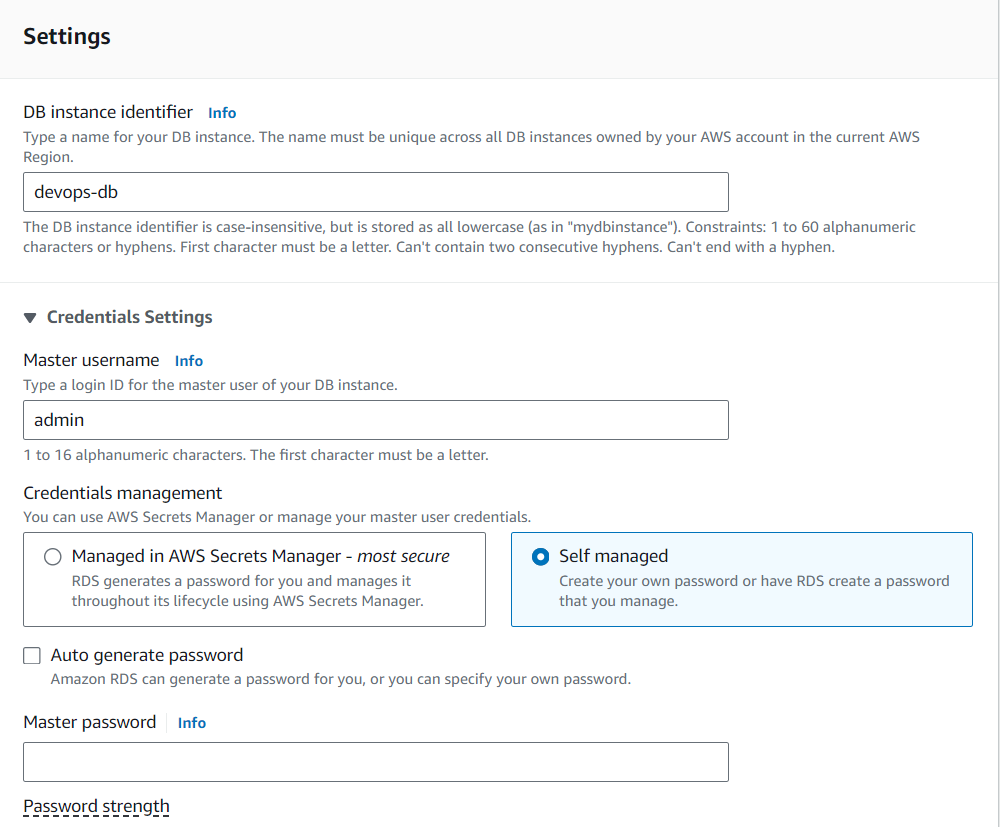 Settings
DB instance identifier Info
Type a name for your DB instance. The name must be unique across all DB instances owned by your AWS account in the current AWS
Region.
devops-db
The DB instance identifier is case-insensitive, but is stored as all lowercase (as in "mydbinstance"). Constraints: 1 to 60 alphanumeric
characters or hyphens. First character must be a letter. Can't contain two consecutive hyphens. Can't end with a hyphen.
Credentials Settings
Master username Info
Type a login ID for the master user of your DB instance.
admin
1 to 16 alphanumeric characters. The first character must be a letter.
Credentials management
You can use AWS Secrets Manager or manage your master user credentials.
Managed in AWS Secrets Manager - most secure
RDS generates a password for you and manages it
throughout its lifecycle using AWS Secrets Manager.
Self managed
Create your own password or have RDS create a password
that you manage.
Auto generate password
Amazon RDS can generate a password for you, or you can specify your own password.
Master password Info
Password strength